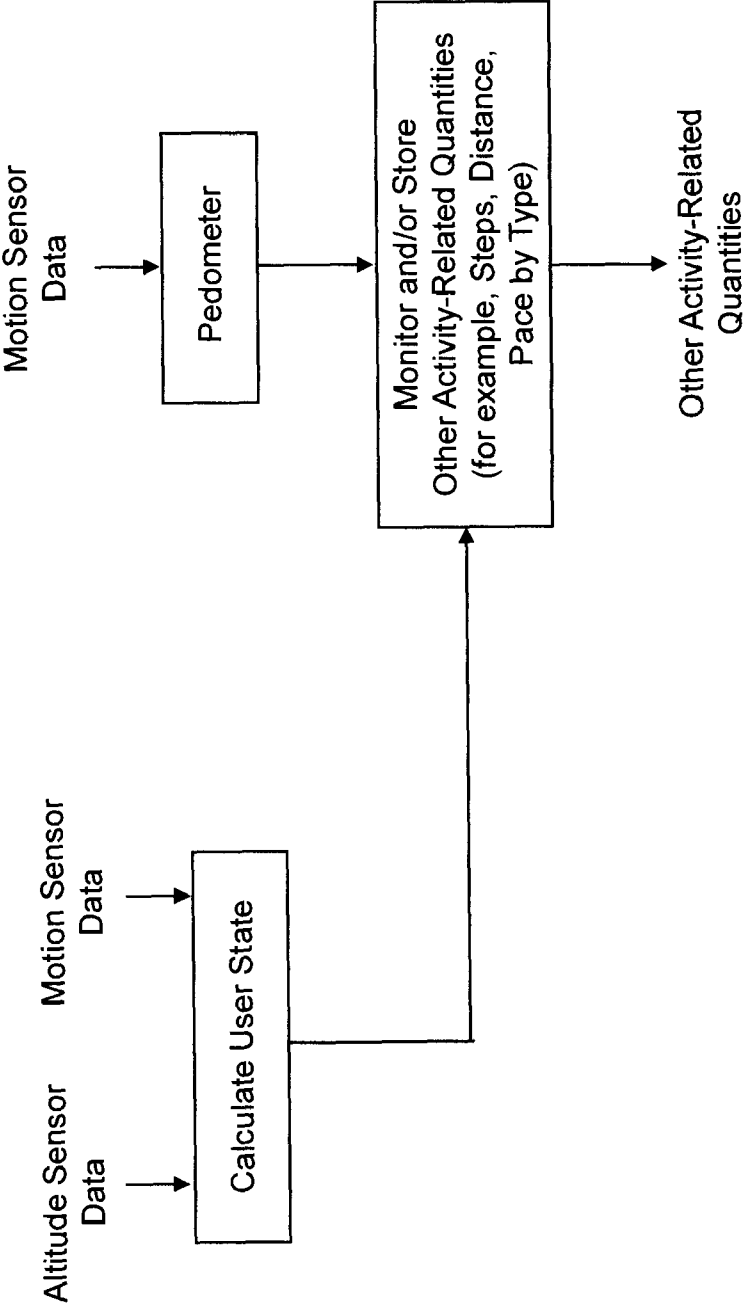 Altitude Sensor
Data
Motion Sensor
Data
Calculate User State
Motion Sensor
Data
Pedometer
Monitor and/or Store
Other Activity-Related Quantities
(for example, Steps, Distance,
Pace by Type)
Other Activity-Related
Quantities